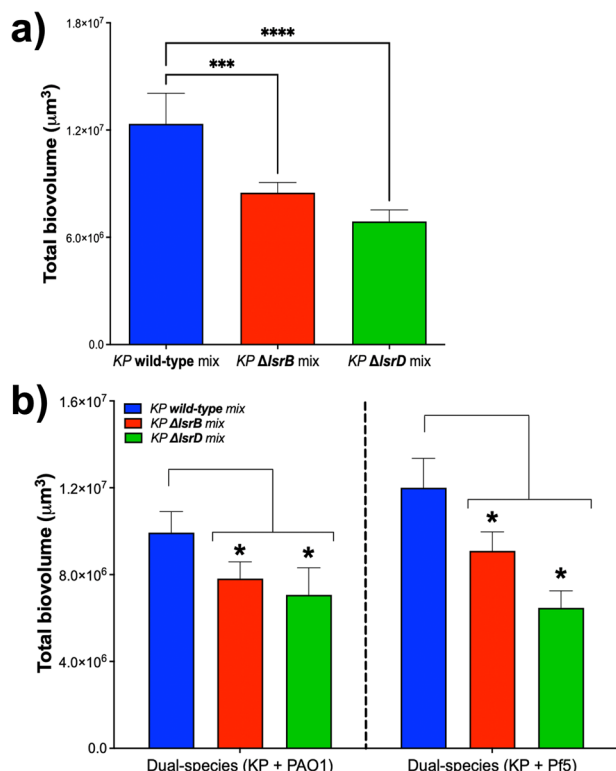 a)
Total biovolume (μm³)
1.8×10⁷
1.2×10⁷
6.0×10⁶
0.0
****
***
KP wild-type mix KP ΔlsrB mix KP ΔlsrD mix
b)
Total biovolume (μm³)
1.6×10⁷
1.2×10⁷
8.0×10⁶
4.0×10⁶
0.0
KP wild-type mix
KP ΔlsrB mix
KP ΔlsrD mix
* *
*
*
Dual-species (KP + PAO1) Dual-species (KP + Pf5)